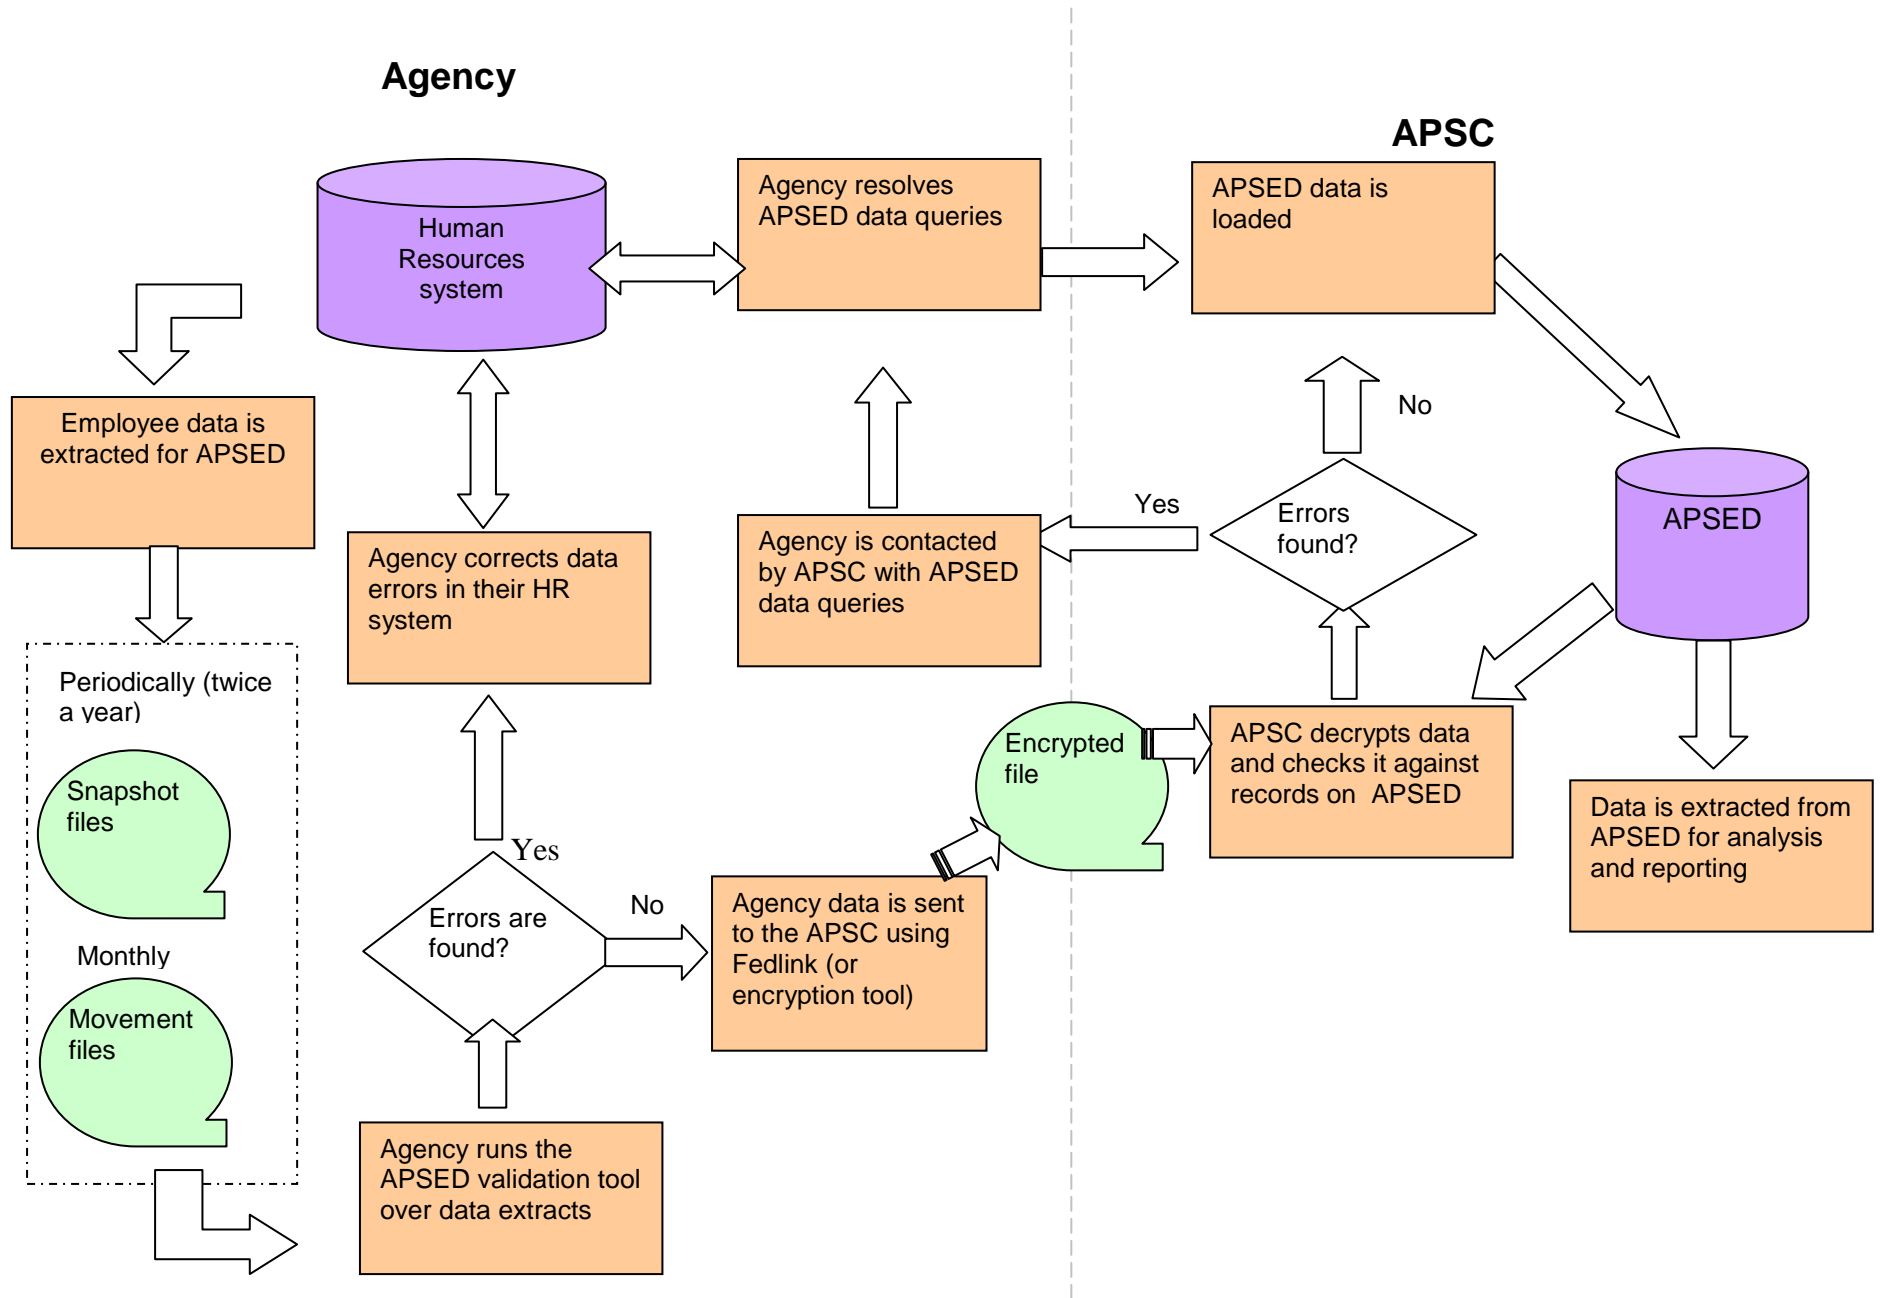 Agency
APSC
Human
Resources
system
Agency resolves
APSED data queries
APSED data is
loaded
Employee data is
extracted for APSED
No
Agency corrects data
errors in their HR
system
Agency is contacted
by APSC with APSED
data queries
Yes
Errors
found?
APSED
Periodically (twice
a year)
Snapshot
files
Monthly
Movement
files
Yes
Errors are
found?
No
Agency data is sent
to the APSC using
Fedlink (or
encryption tool)
Encrypted
file
APSC decrypts data
and checks it against
records on  APSED
Data is extracted from
APSED for analysis
and reporting
Agency runs the
APSED validation tool
over data extracts